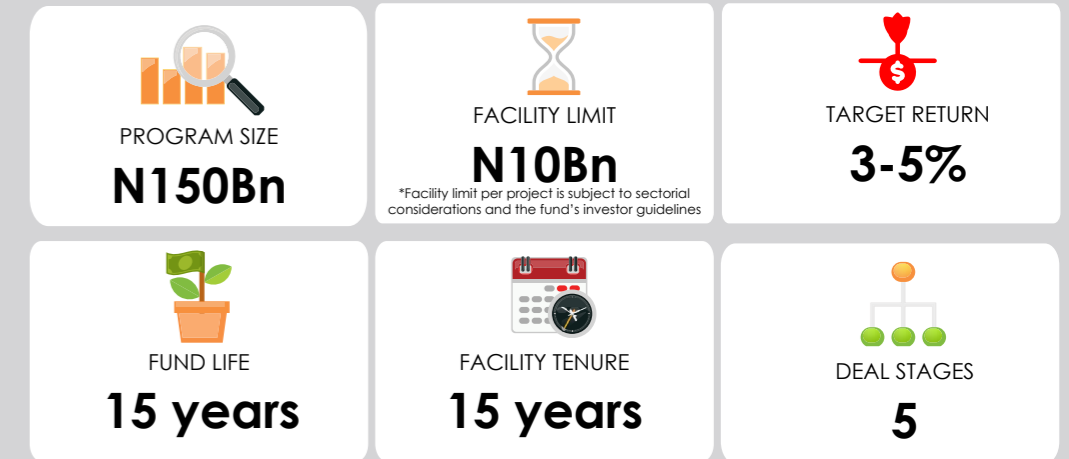 PROGRAM SIZE
N150Bn
FACILITY LIMIT
N10Bn
*Facility limit per project is subject to sectorial
considerations and the fund's investor guidelines
$
TARGET RETURN
3-5%
FUND LIFE
15 years
FACILITY TENURE
15 years
DEAL STAGES
5